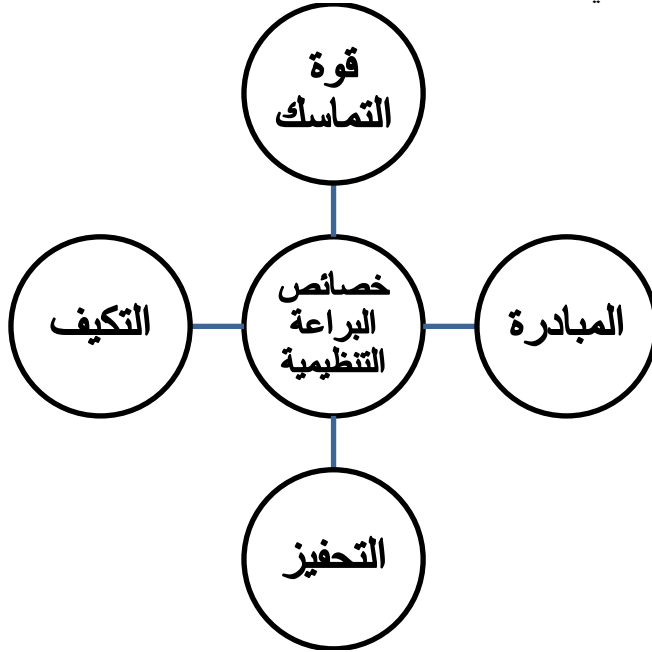 قوة
التماسك
خصائص
البراعة
التنظيمية
المبادرة
التكيف
التحفيز